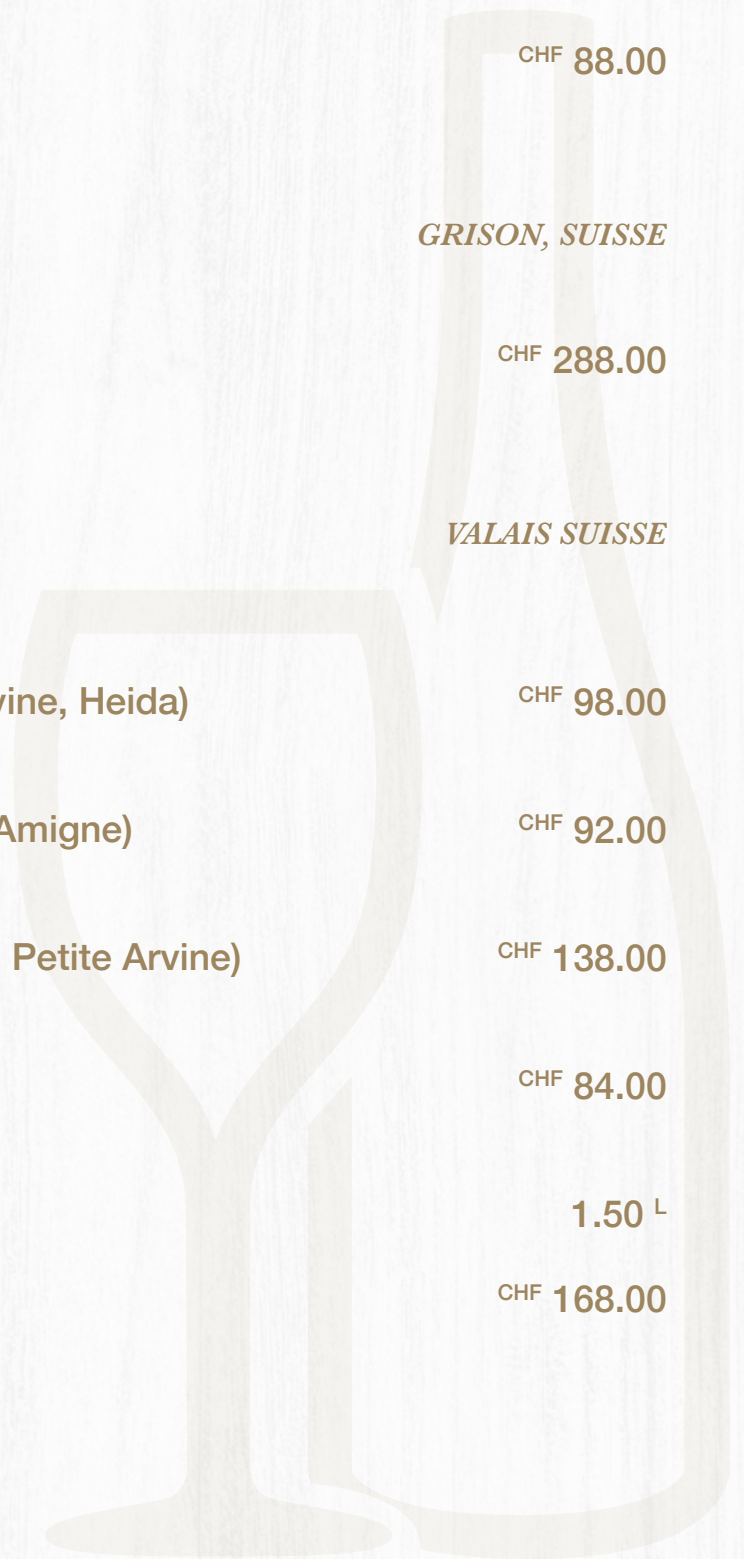 CHF 88.00
GRISON, SUISSE
CHF 288.00
VALAIS SUISSE
vine, Heida) CHF 98.00
Amigne) CHF 92.00
Petite Arvine) CHF 138.00
CHF 84.00
1.50 L
CHF 168.00